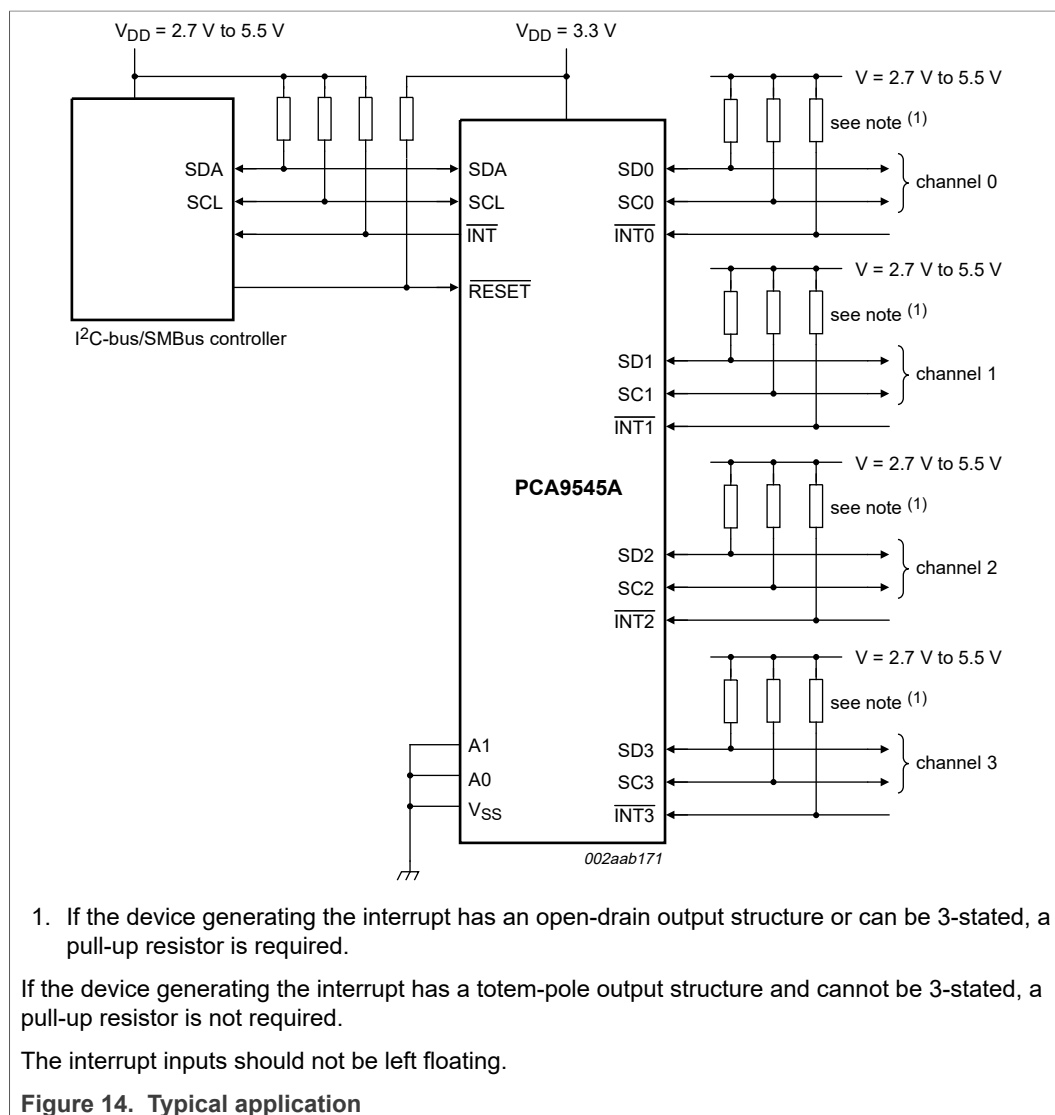 VDD = 2.7 V to 5.5 V
VDD = 3.3 V
V = 2.7 V to 5.5 V
see note (1)
SDA
SCL
SDA
SCL
INT
RESET
SD0
SC0
INT0
channel 0
I2C-bus/SMBus controller
V = 2.7 V to 5.5 V
see note (1)
SD1
SC1
INT1
channel 1
PCA9545A
V = 2.7 V to 5.5 V
see note (1)
SD2
SC2
INT2
channel 2
V = 2.7 V to 5.5 V
see note (1)
A1
A0
VSS
SD3
SC3
INT3
channel 3
002aab171
1. If the device generating the interrupt has an open-drain output structure or can be 3-stated, a
pull-up resistor is required.
If the device generating the interrupt has a totem-pole output structure and cannot be 3-stated, a
pull-up resistor is not required.
The interrupt inputs should not be left floating.
Figure 14. Typical application